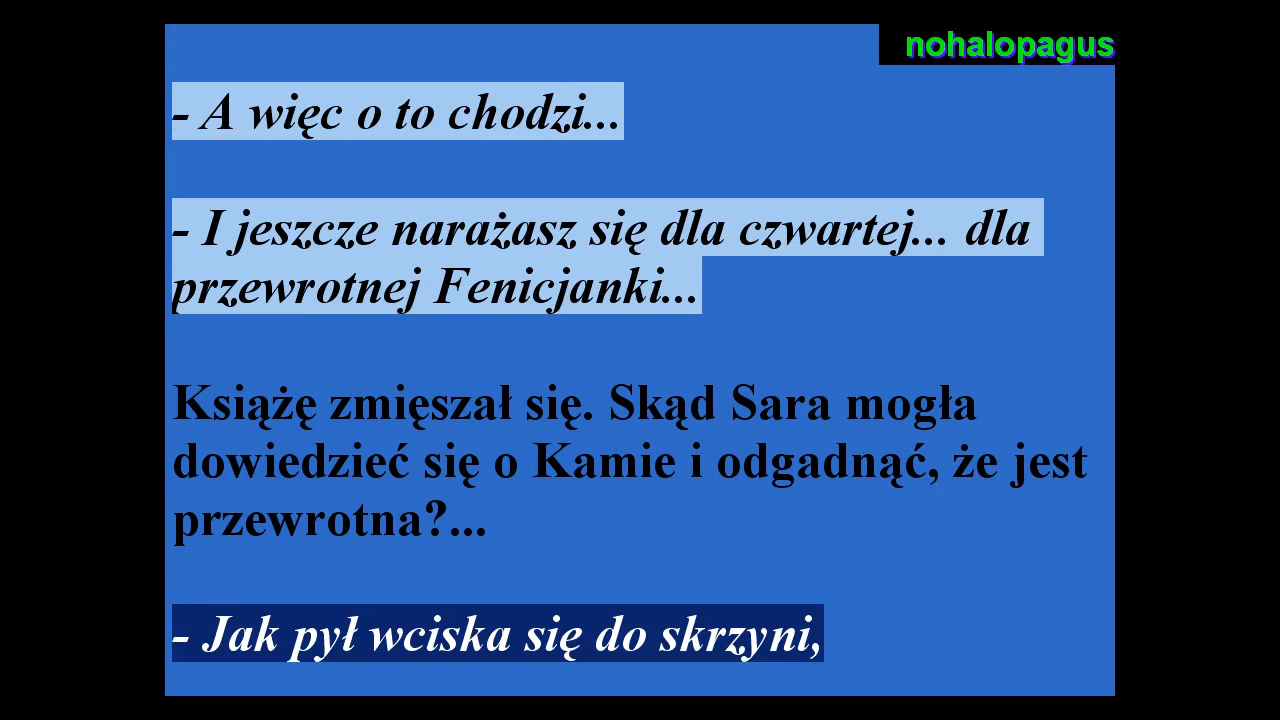 nohalopagus
- A więc o to chodzi...
- I jeszcze narażasz się dla czwartej... dla
przewrotnej Fenicjanki...
Książę zmięszał się. Skąd Sara mogła
dowiedzieć się o Kamie i odgadnąć, że jest
przewrotna?...
- Jak pył wciska się do skrzyni,